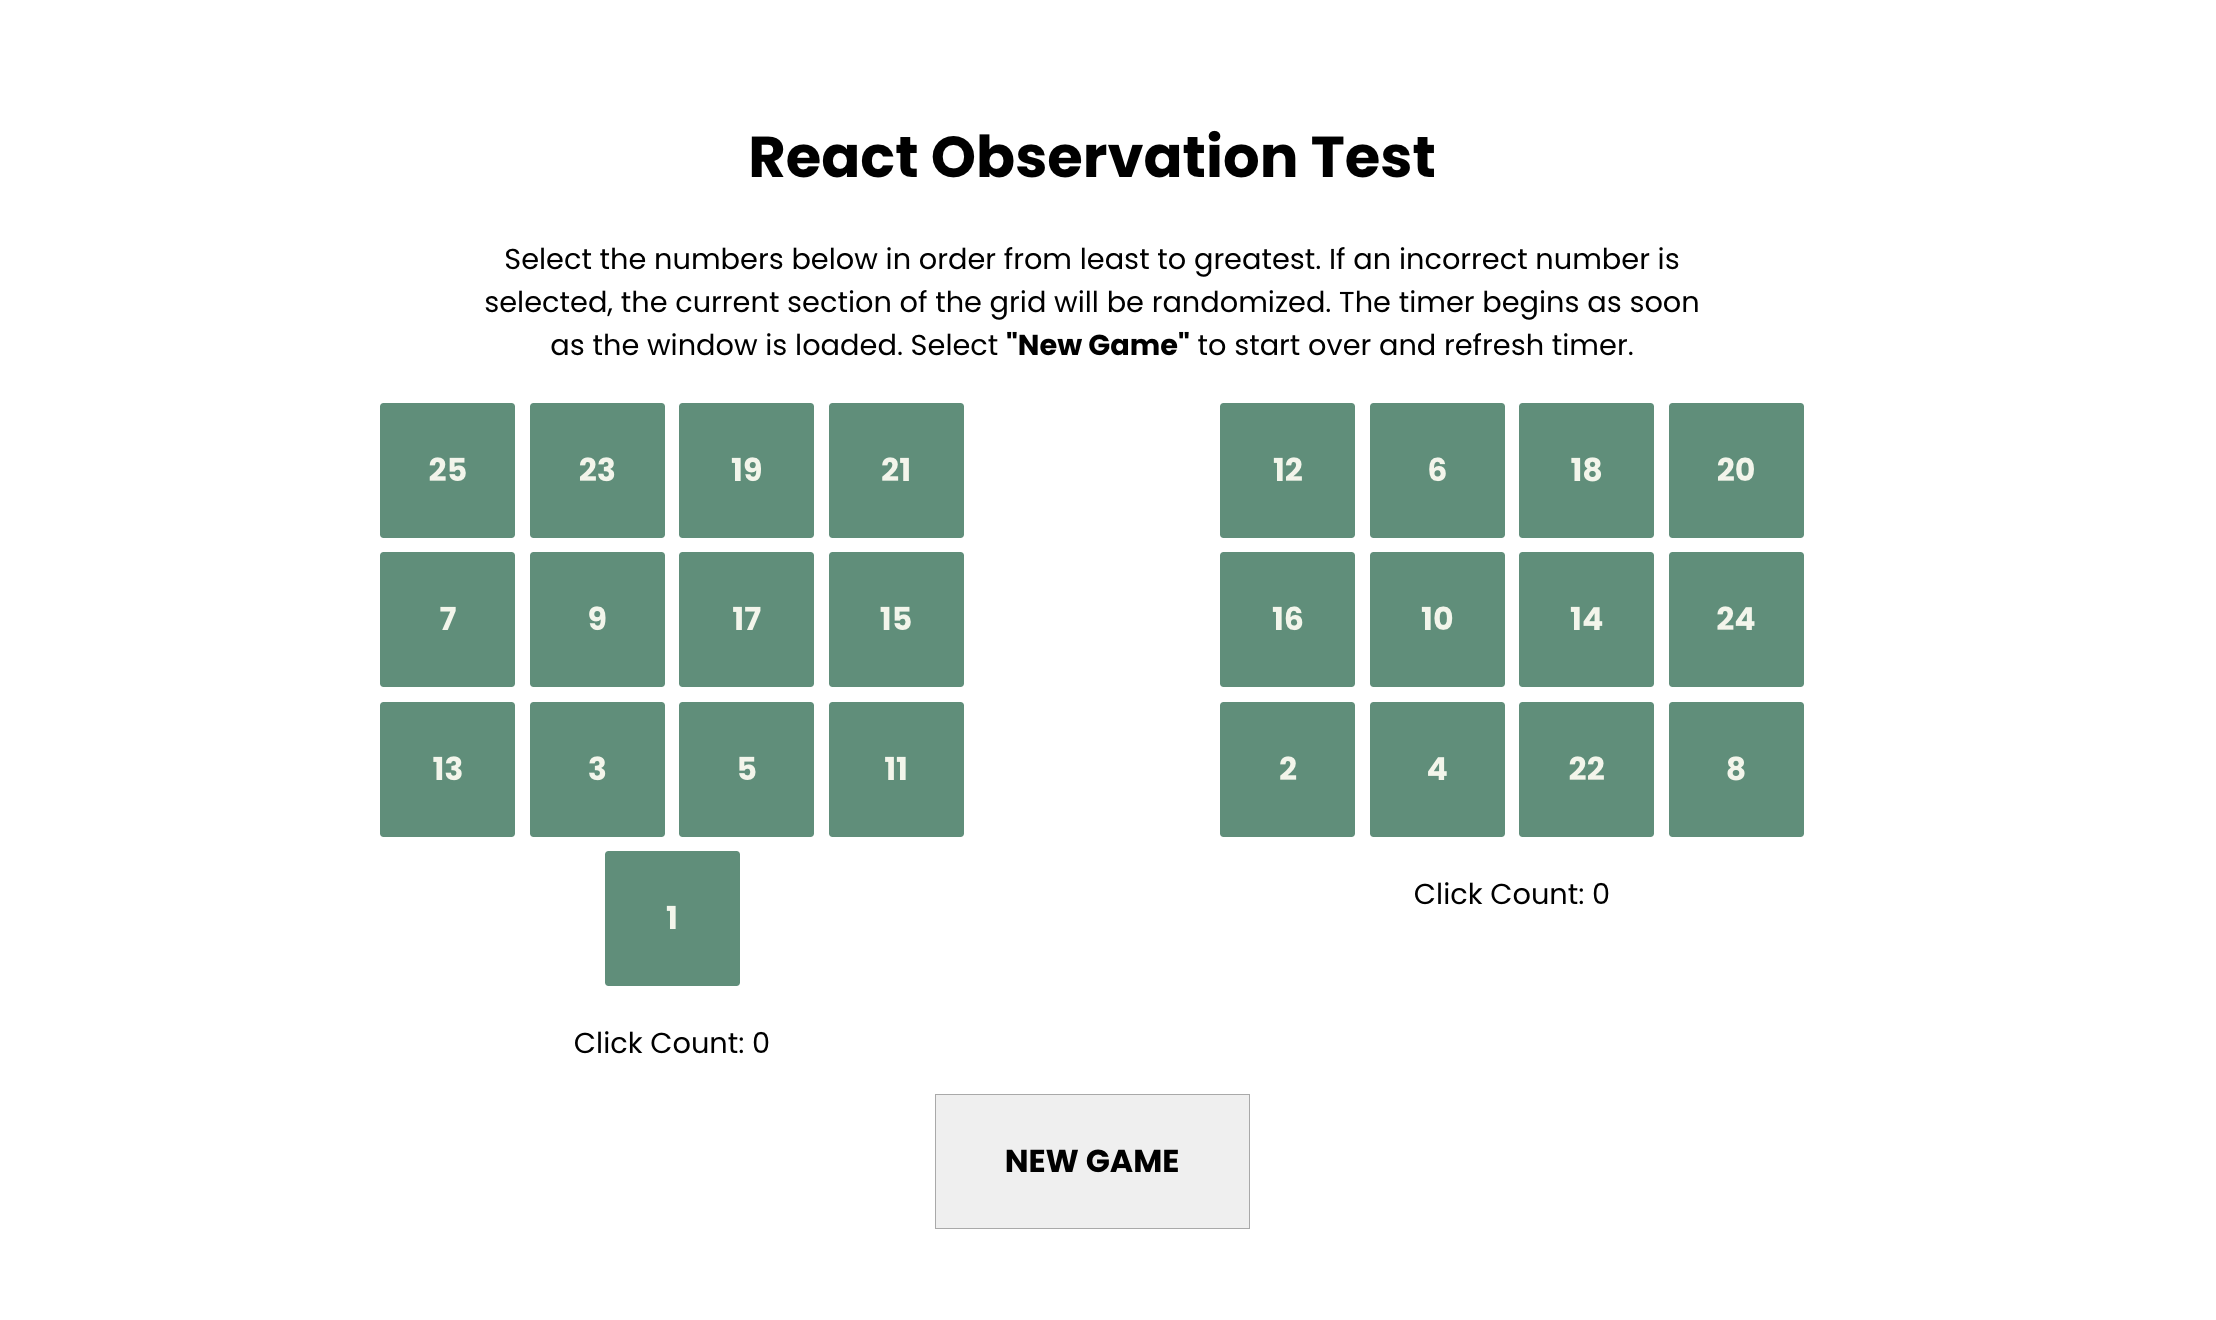 React Observation Test
Select the numbers below in order from least to greatest. If an incorrect number is
selected, the current section of the grid will be randomized. The timer begins as soon
as the window is loaded. Select "New Game" to start over and refresh timer.
25 23 19 21
7 9 17 15
13 3 5 11
1
Click Count: 0
12 6 18 20
16 10 14 24
2 4 22 8
Click Count: 0
NEW GAME